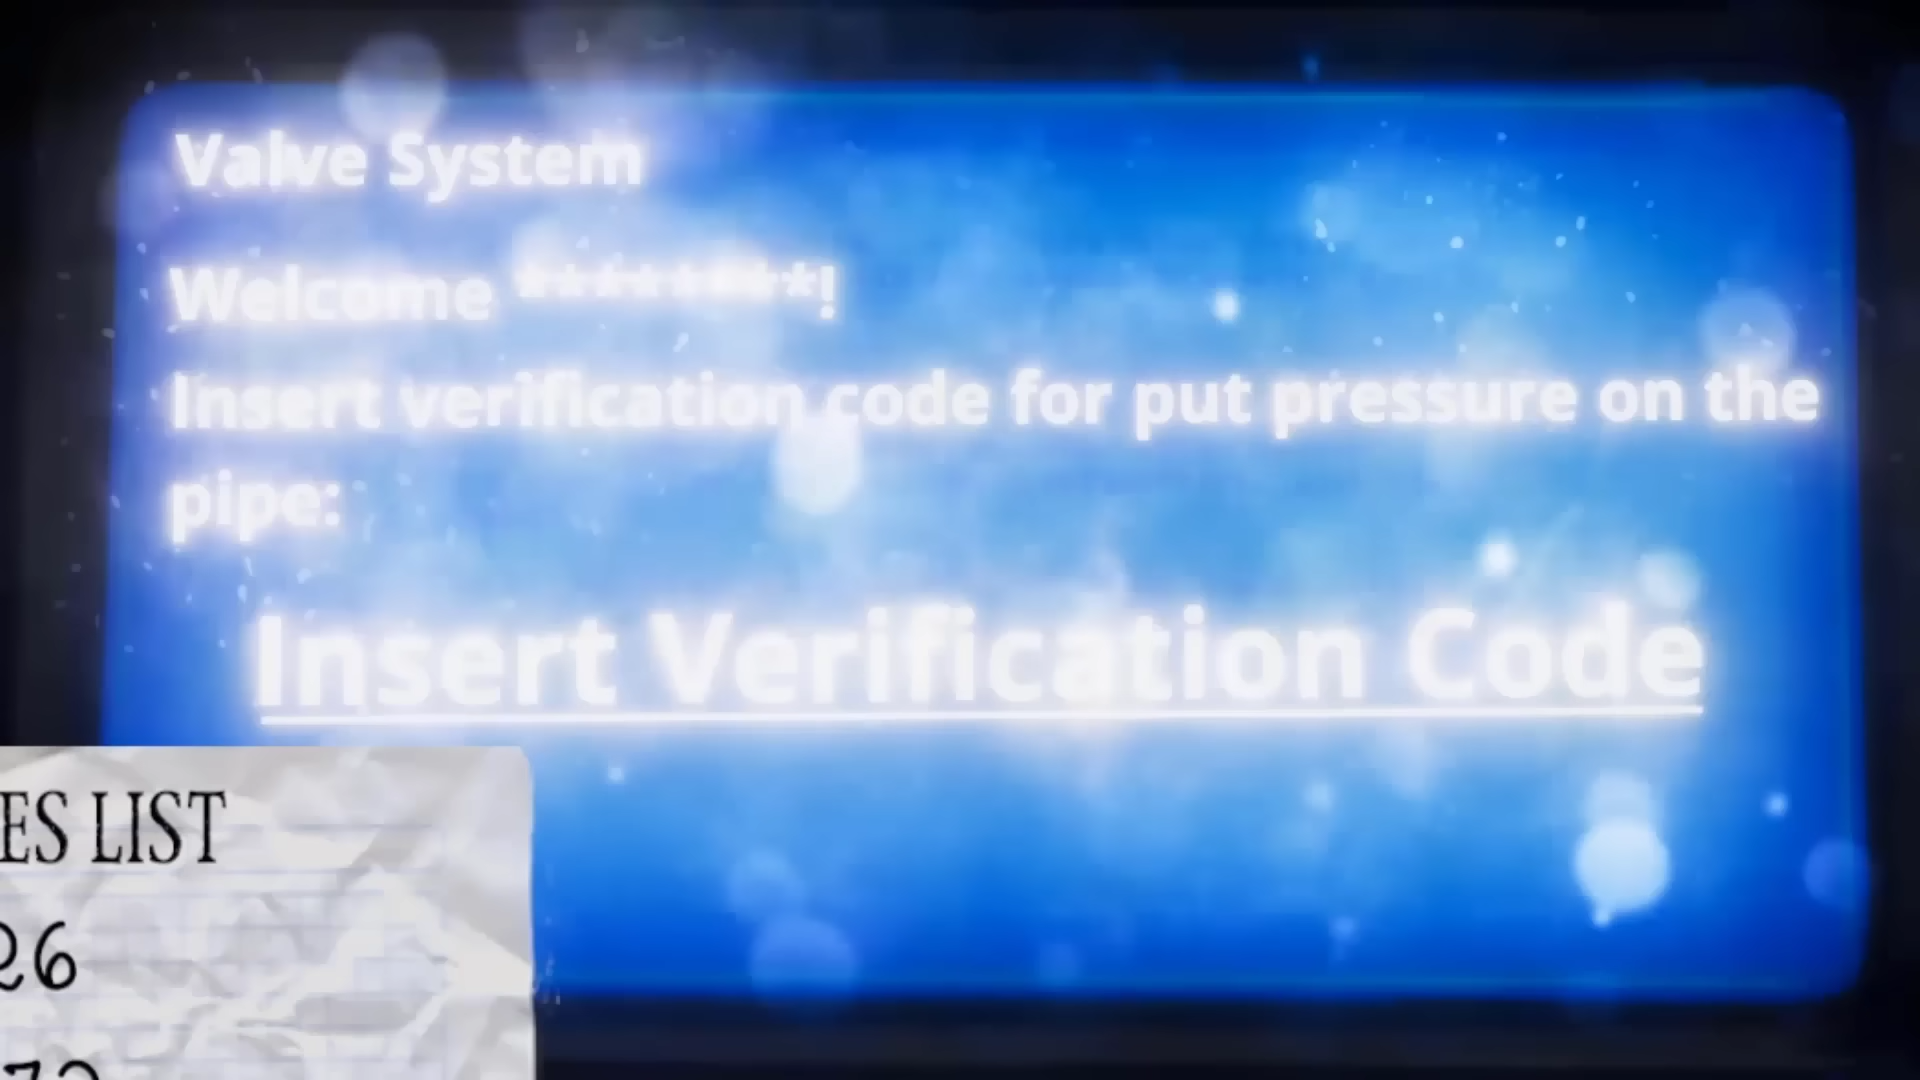 Valve System
Welcome ********!
Insert verification code for put pressure on the
pipe:
Insert Verification Code
ES LIST
26